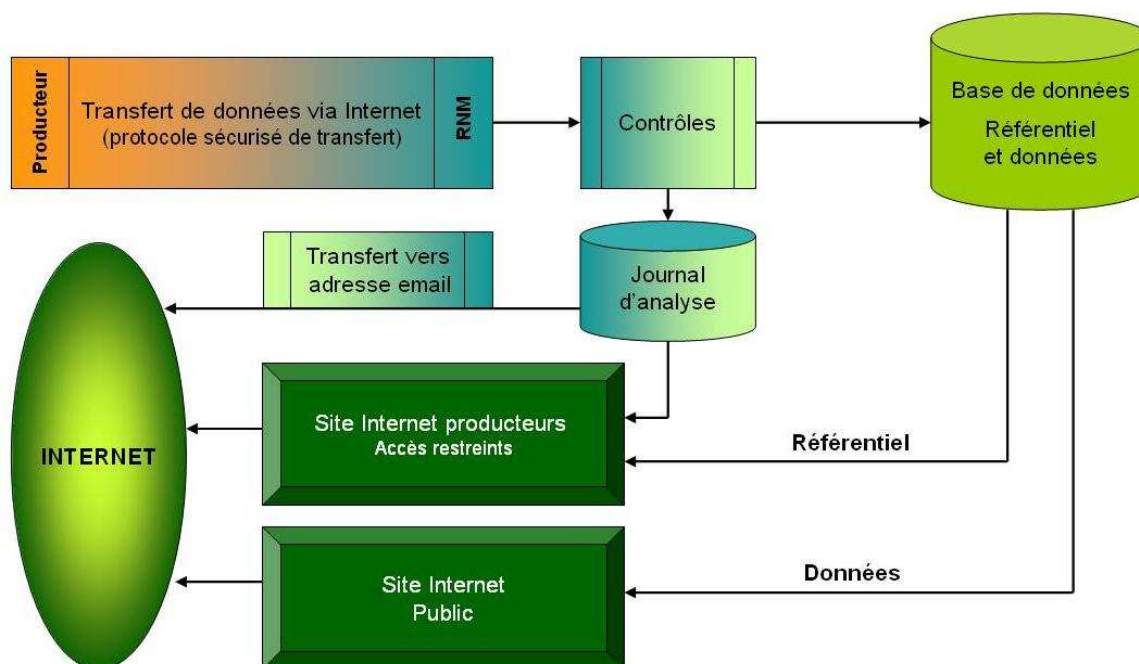 Producteur
Transfert de données via Internet
(protocole sécurisé de transfert)
RNM
Contrôles
Base de données
Référentiel
et données
Transfert vers
adresse email
Journal
d'analyse
INTERNET
Site Internet producteurs
Accès restreints
Référentiel
Site Internet
Public
Données